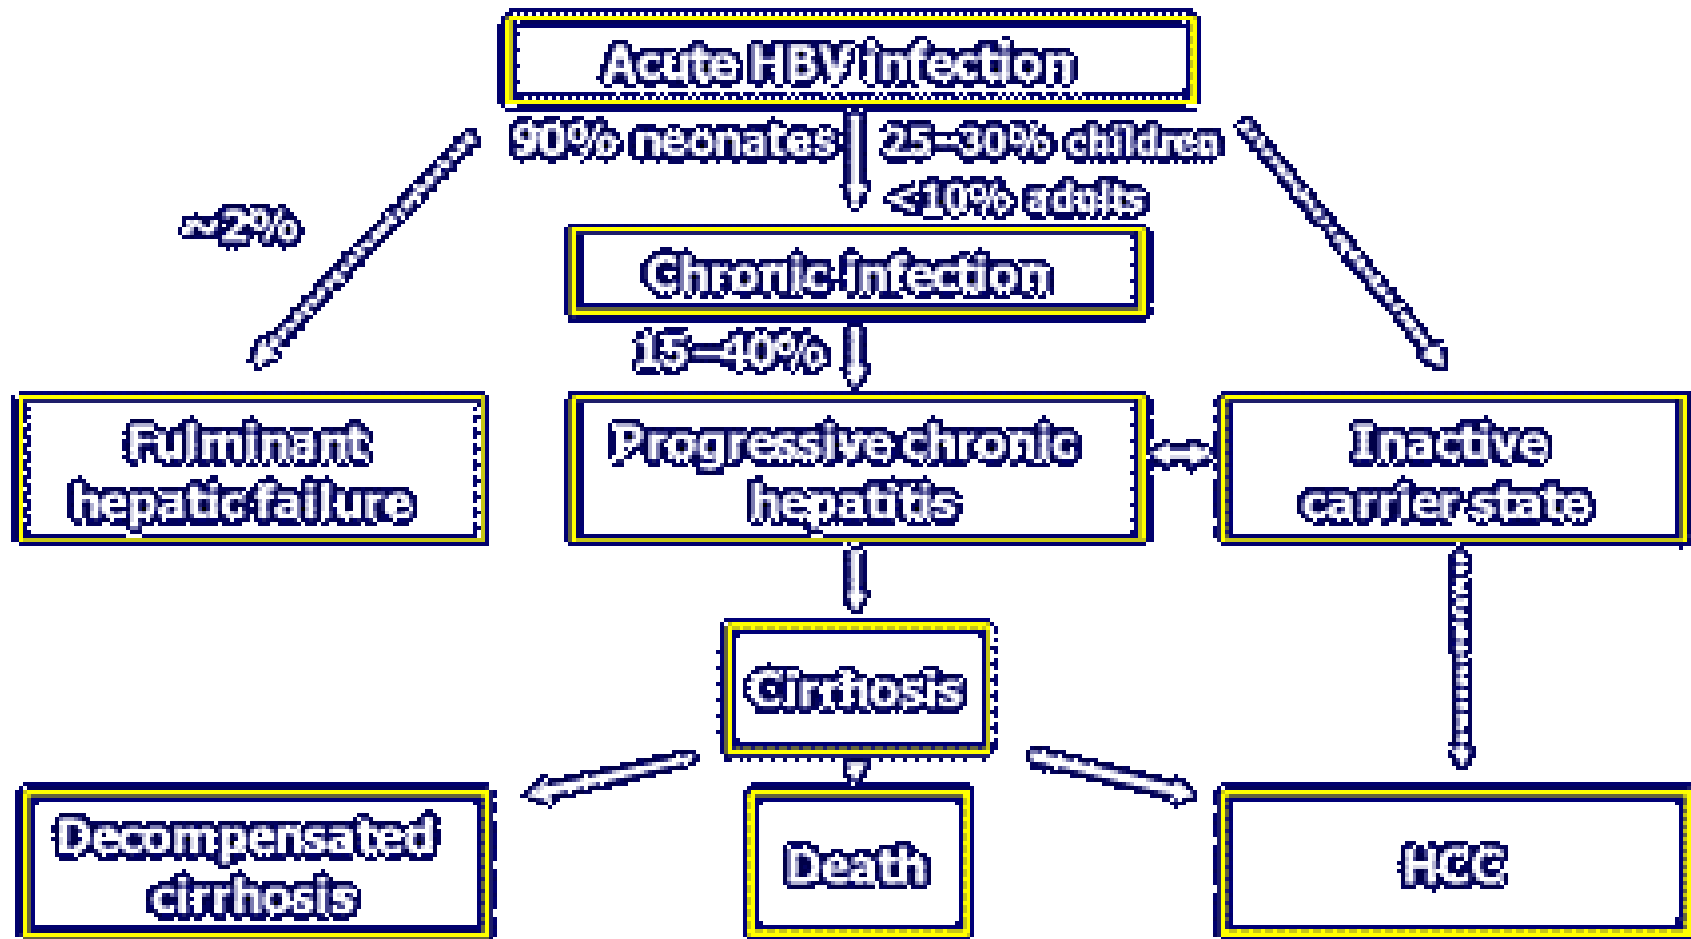 Acute HBV infection
90% neonates
25–30% children
<10% adults
~2%
Chronic infection
15–40%
Fulminant
hepatic failure
Progressive chronic
hepatitis
Inactive
carrier state
Cirrhosis
Decompensated
cirrhosis
Death
HCC